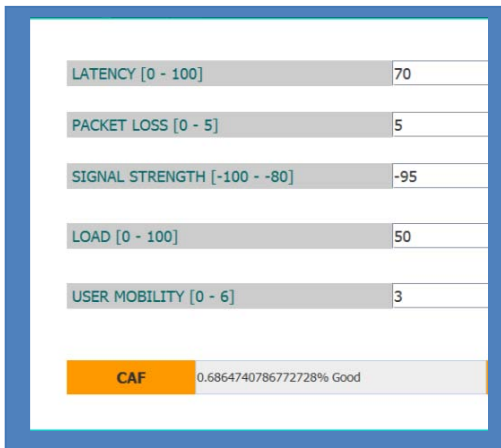 LATENCY [0 - 100] 70
PACKET LOSS [0 - 5] 5
SIGNAL STRENGTH [-100 - -80] -95
LOAD [0 - 100] 50
USER MOBILITY [0 - 6] 3
CAF 0.6864740786772728% Good